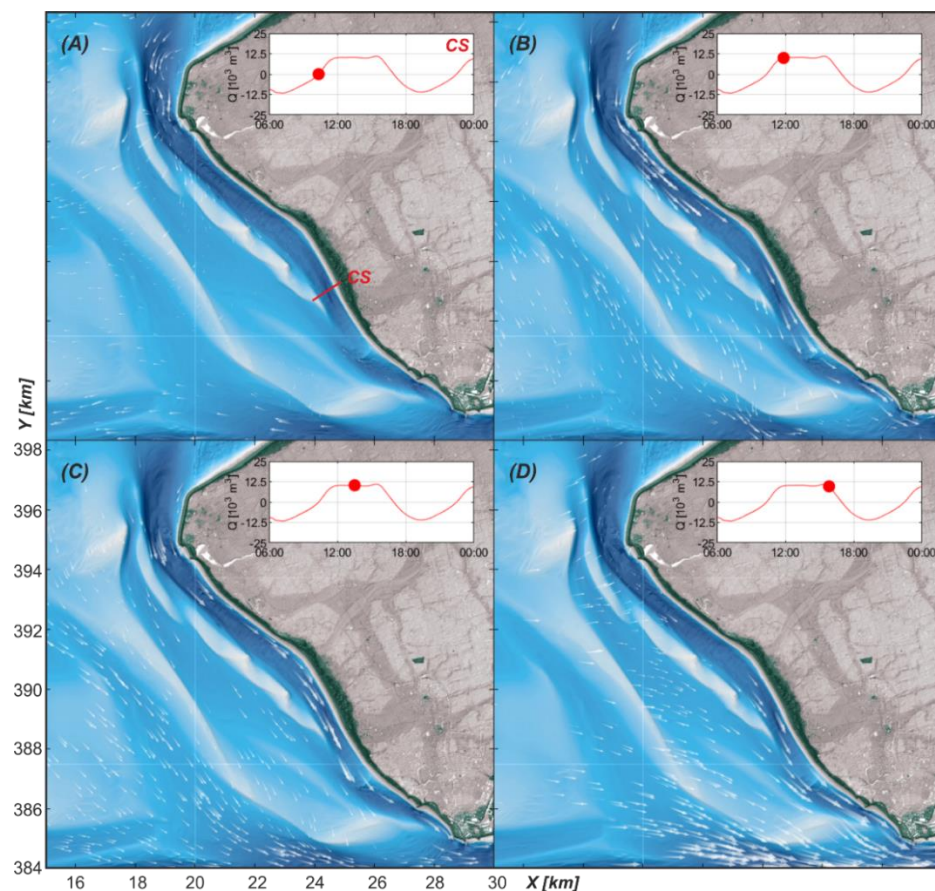 (A)
CS
Q [10³ m³]
25
12.5
0
-12.5
-25
06:00 12:00 18:00 00:00
CS
(B)
Q [10³ m³]
25
12.5
0
-12.5
-25
06:00 12:00 18:00 00:00
(C)
Q [10³ m³]
25
12.5
0
-12.5
-25
06:00 12:00 18:00 00:00
(D)
Q [10³ m³]
25
12.5
0
-12.5
-25
06:00 12:00 18:00 00:00
Y [km]
398
396
394
392
390
388
386
384
16 18 20 22 24 26 28 30 X [km]